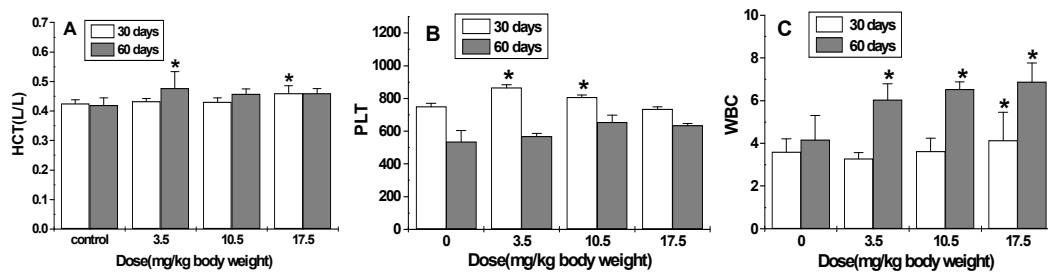 A
30 days
60 days
HCT(L/L)
0.7
0.6
0.5
0.4
0.3
0.2
0.1
0.0
*
*
control 3.5 10.5 17.5
Dose(mg/kg body weight)
B
30 days
60 days
PLT
1200
1000
800
600
400
200
0
*
*
0 3.5 10.5 17.5
Dose(mg/kg body weight)
C
30 days
60 days
WBC
9
8
6
4
2
0
*
*
*
*
0 3.5 10.5 17.5
Dose(mg/kg body weight)